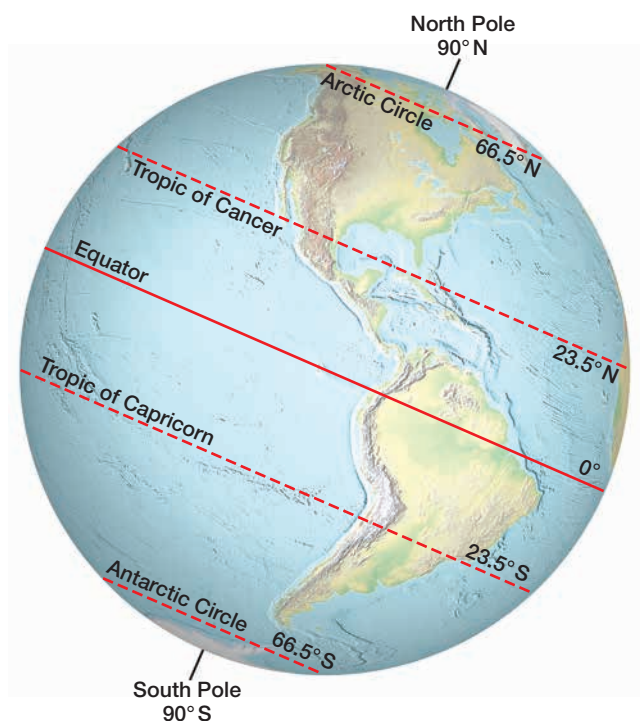 North Pole
90° N
Arctic Circle
66.5°N
Tropic of Cancer
23.5°N
Equator
0°
Tropic of Capricorn
23.5°S
Antarctic Circle
66.5°S
South Pole
90° S